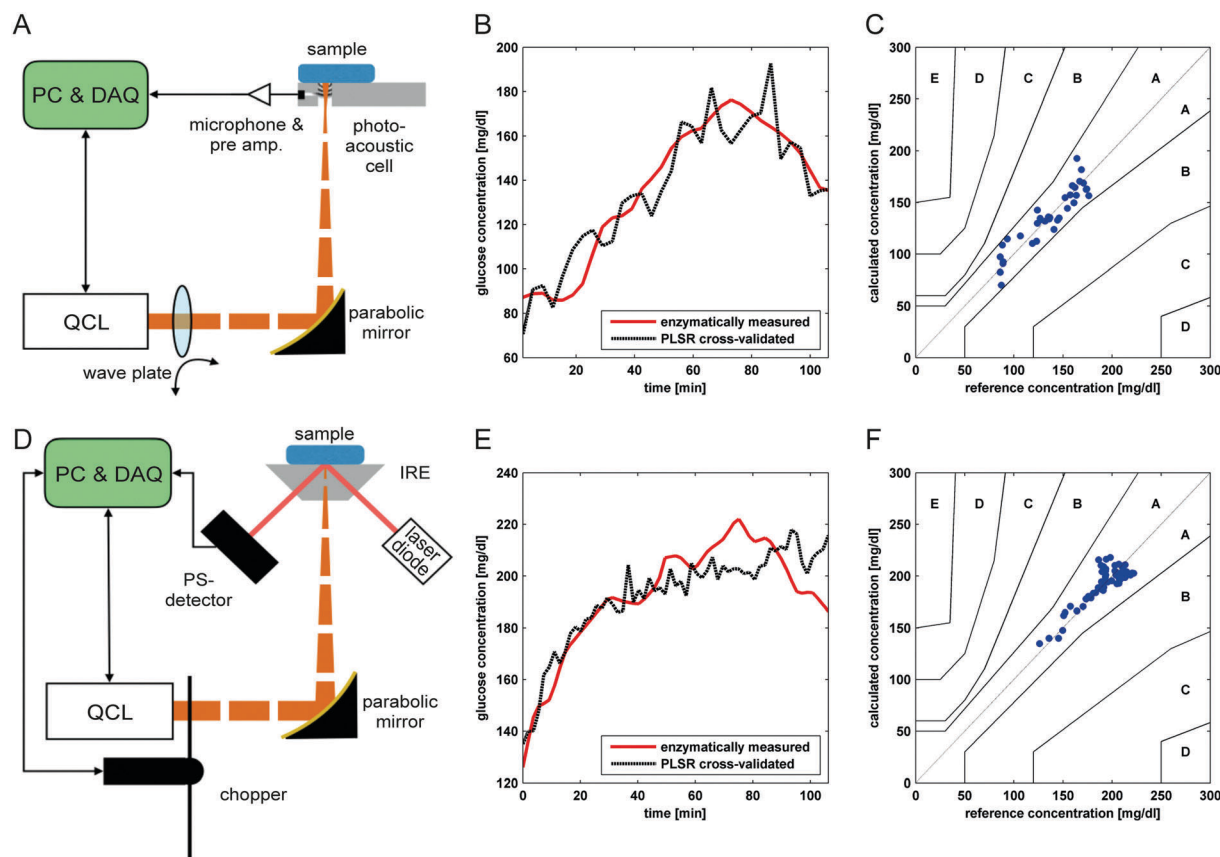 A
sample
PC & DAQ
microphone &
pre amp.
photo-
acoustic
cell
QCL
parabolic
mirror
wave plate
B
200
180
160
140
120
100
80
60
glucose concentration [mg/dl]
enzymatically measured
PLSR cross-validated
20
40
60
80
100
time [min]
C
300
250
200
150
100
50
0
calculated concentration [mg/dl]
E
D
C
B
A
A
B
C
D
0
50
100
150
200
250
300
reference concentration [mg/dl]
D
sample
PC & DAQ
IRE
laser
diode
PS-
detector
QCL
parabolic
mirror
chopper
E
240
220
200
180
160
140
120
glucose concentration [mg/dl]
enzymatically measured
PLSR cross-validated
0
20
40
60
80
100
time [min]
F
300
250
200
150
100
50
0
calculated concentration [mg/dl]
E
D
C
B
A
A
B
C
D
0
50
100
150
200
250
300
reference concentration [mg/dl]